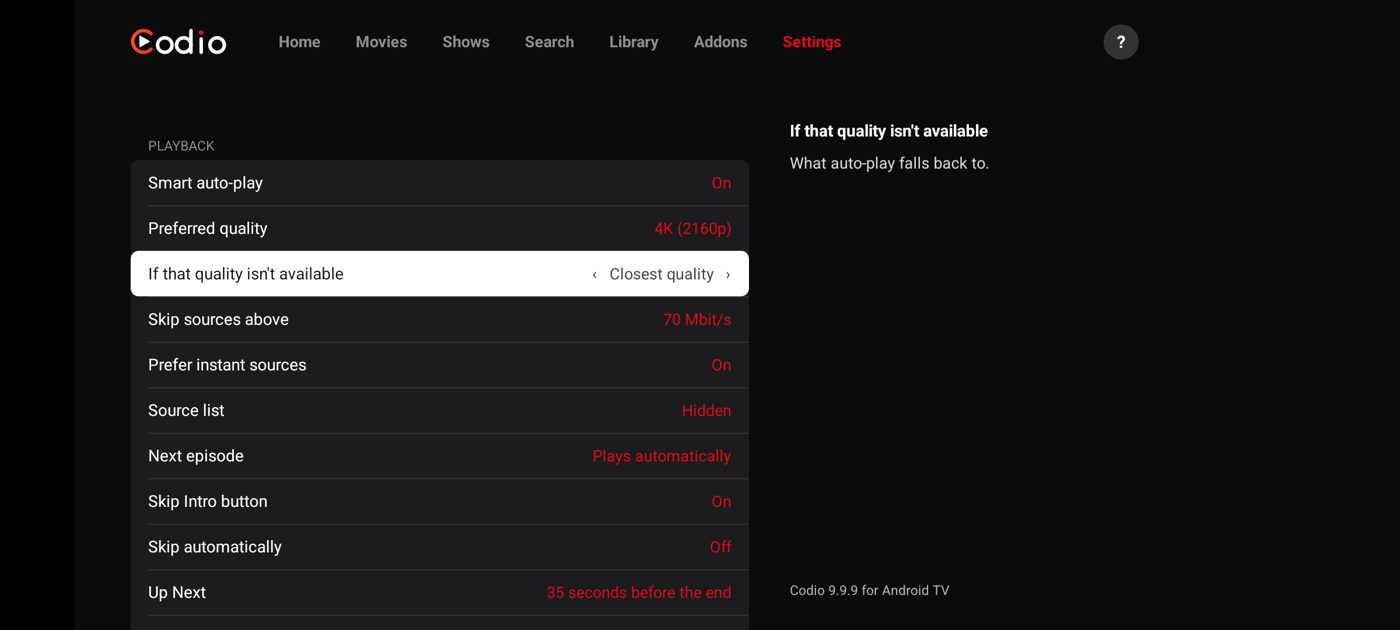 Codio
Home Movies Shows Search Library Addons Settings ?
PLAYBACK
Smart auto-play On
Preferred quality 4K (2160p)
If that quality isn't available ‹ Closest quality ›
Skip sources above 70 Mbit/s
Prefer instant sources On
Source list Hidden
Next episode Plays automatically
Skip Intro button On
Skip automatically Off
Up Next 35 seconds before the end
If that quality isn't available
What auto-play falls back to.
Codio 9.9.9 for Android TV